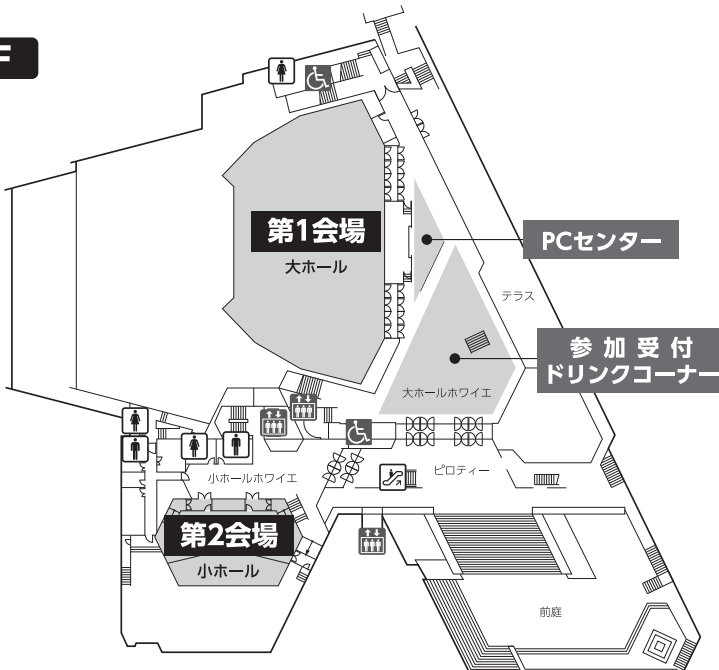 F
第1会場
大ホール
PCセンター
テラス
参加受付
ドリンクコーナー
大ホールホワイエ
ピロティー
小ホールホワイエ
第2会場
小ホール
前庭